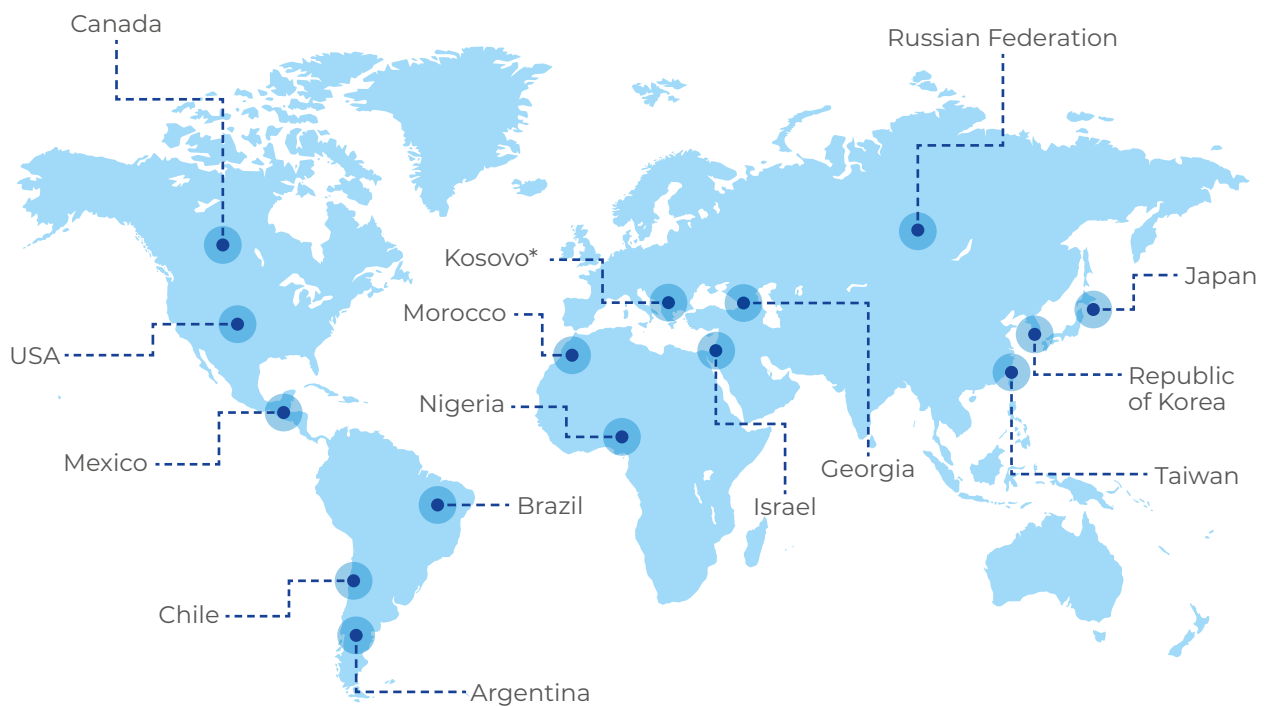 Canada
Russian Federation
Kosovo*
Japan
Morocco
USA
Republic
of Korea
Nigeria
Mexico
Georgia
Taiwan
Brazil
Israel
Chile
Argentina